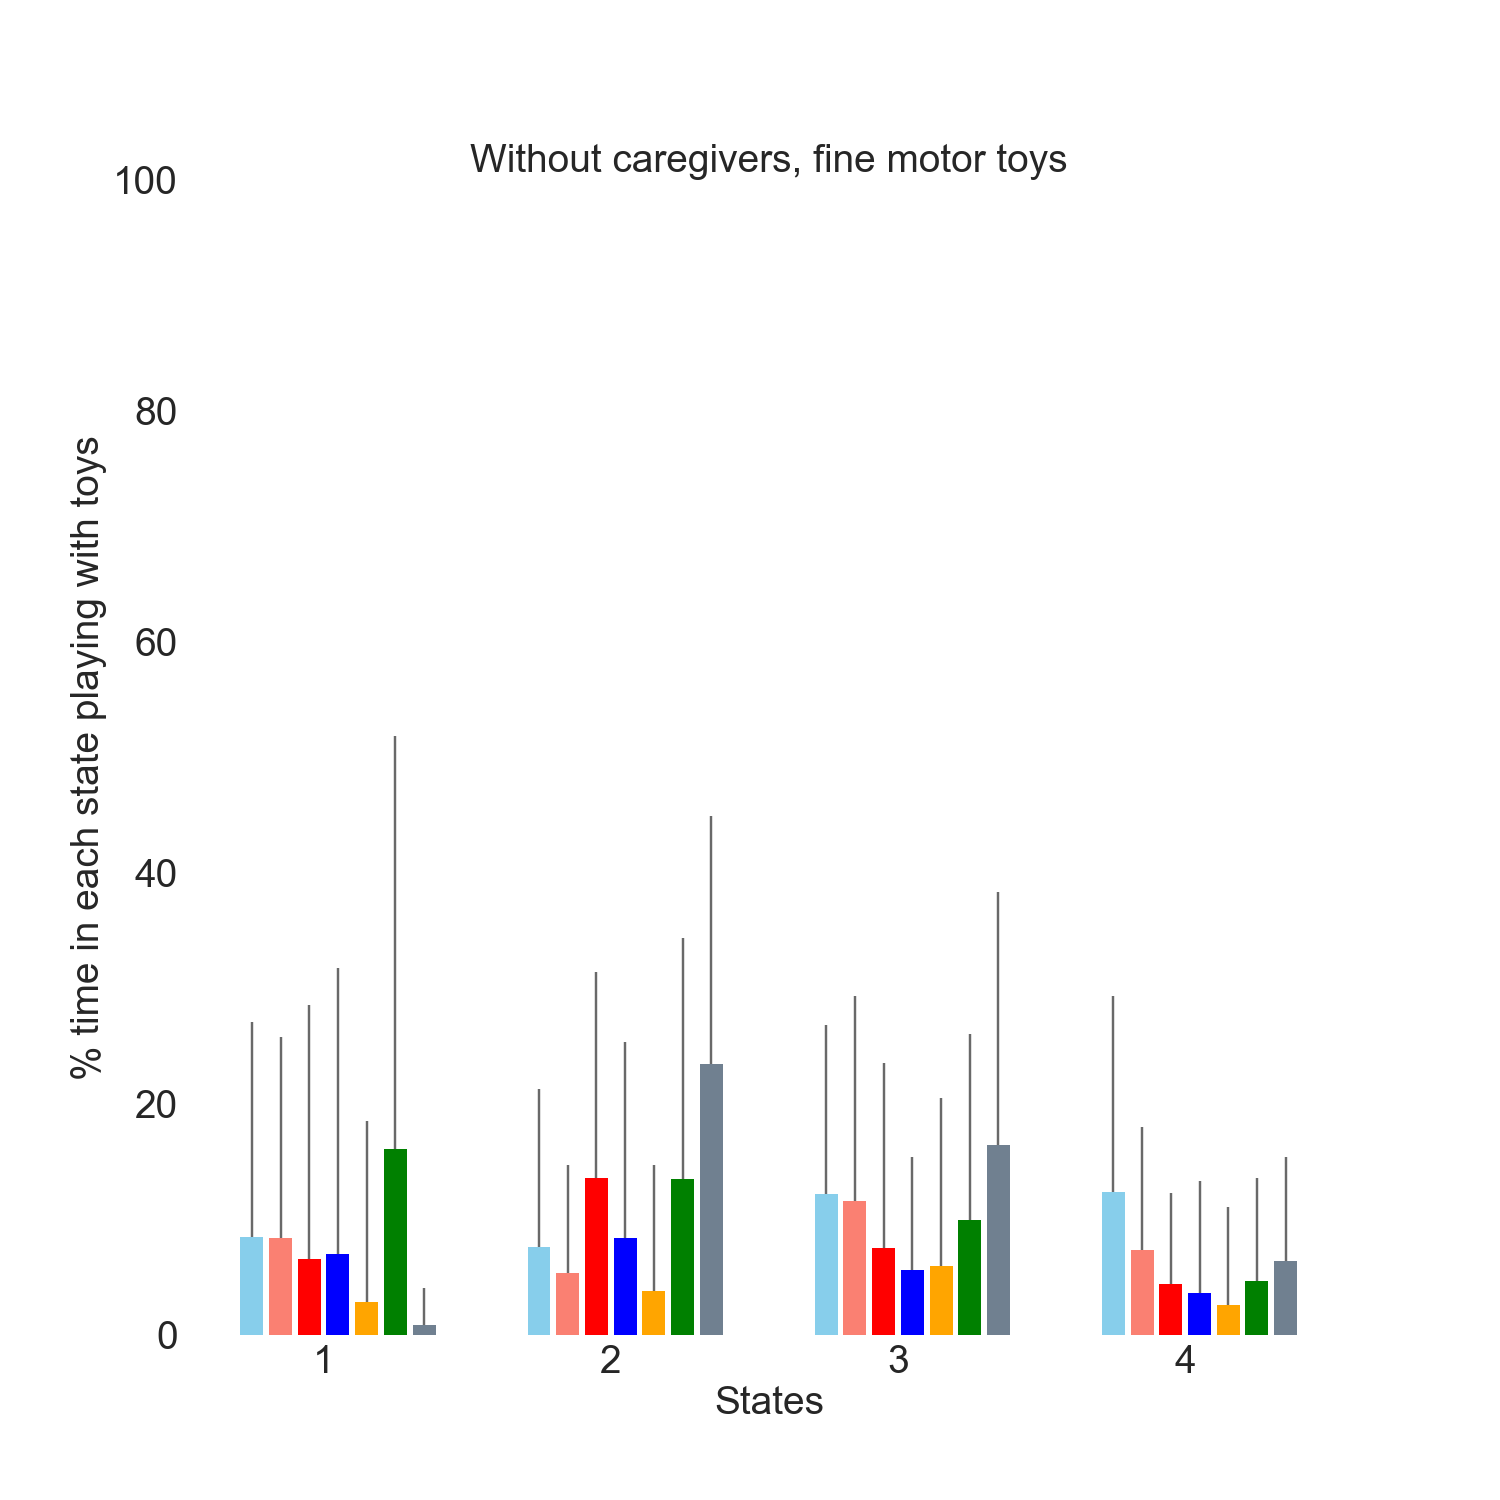 Without caregivers, fine motor toys
100
80
60
40
20
0
% time in each state playing with toys
1 2 3 4
States